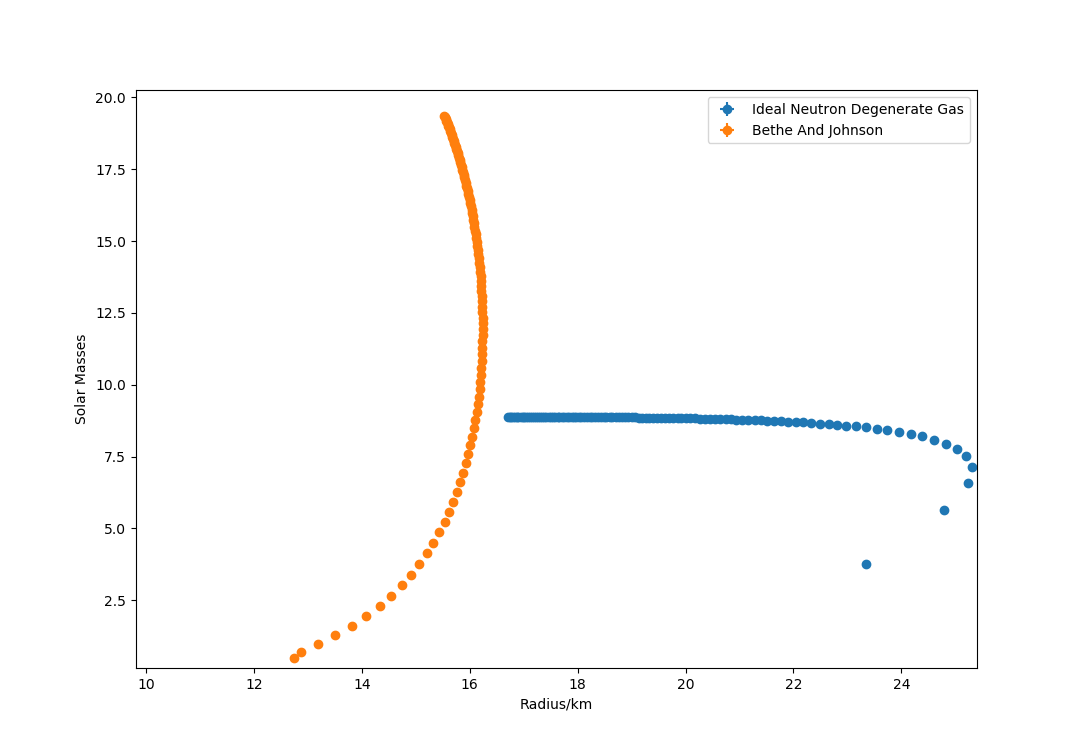 20.0
17.5
15.0
12.5
10.0
7.5
5.0
2.5
Solar Masses
10 12 14 16 18 20 22 24
Radius/km
Ideal Neutron Degenerate Gas
Bethe And Johnson